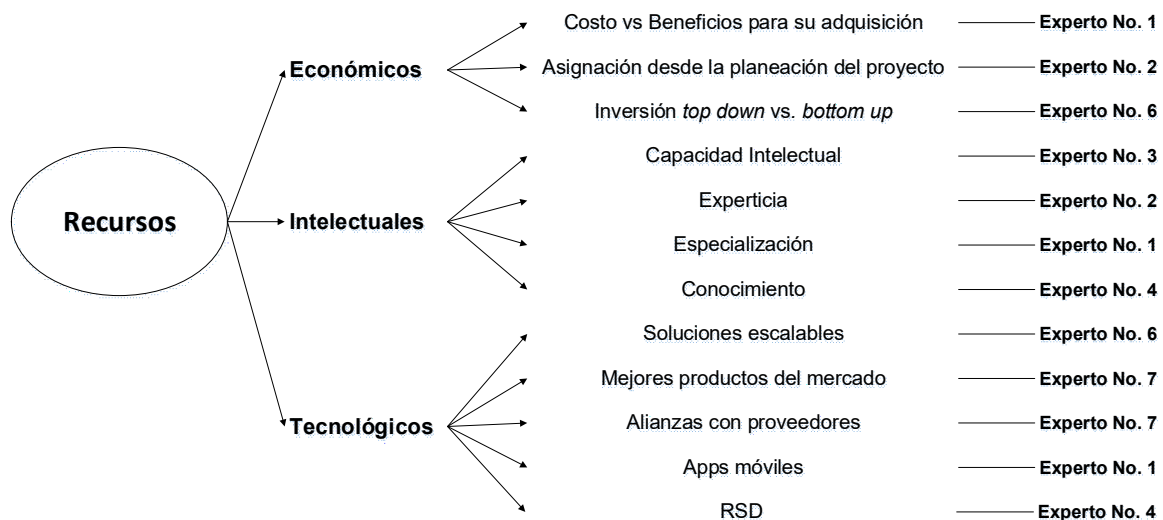 Recursos
Económicos
Costo vs Beneficios para su adquisición Experto No. 1
Asignación desde la planeación del proyecto Experto No. 2
Inversión top down vs. bottom up Experto No. 6
Intelectuales
Capacidad Intelectual Experto No. 3
Experticia Experto No. 2
Especialización Experto No. 1
Conocimiento Experto No. 4
Tecnológicos
Soluciones escalables Experto No. 6
Mejores productos del mercado Experto No. 7
Alianzas con proveedores Experto No. 7
Apps móviles Experto No. 1
RSD Experto No. 4